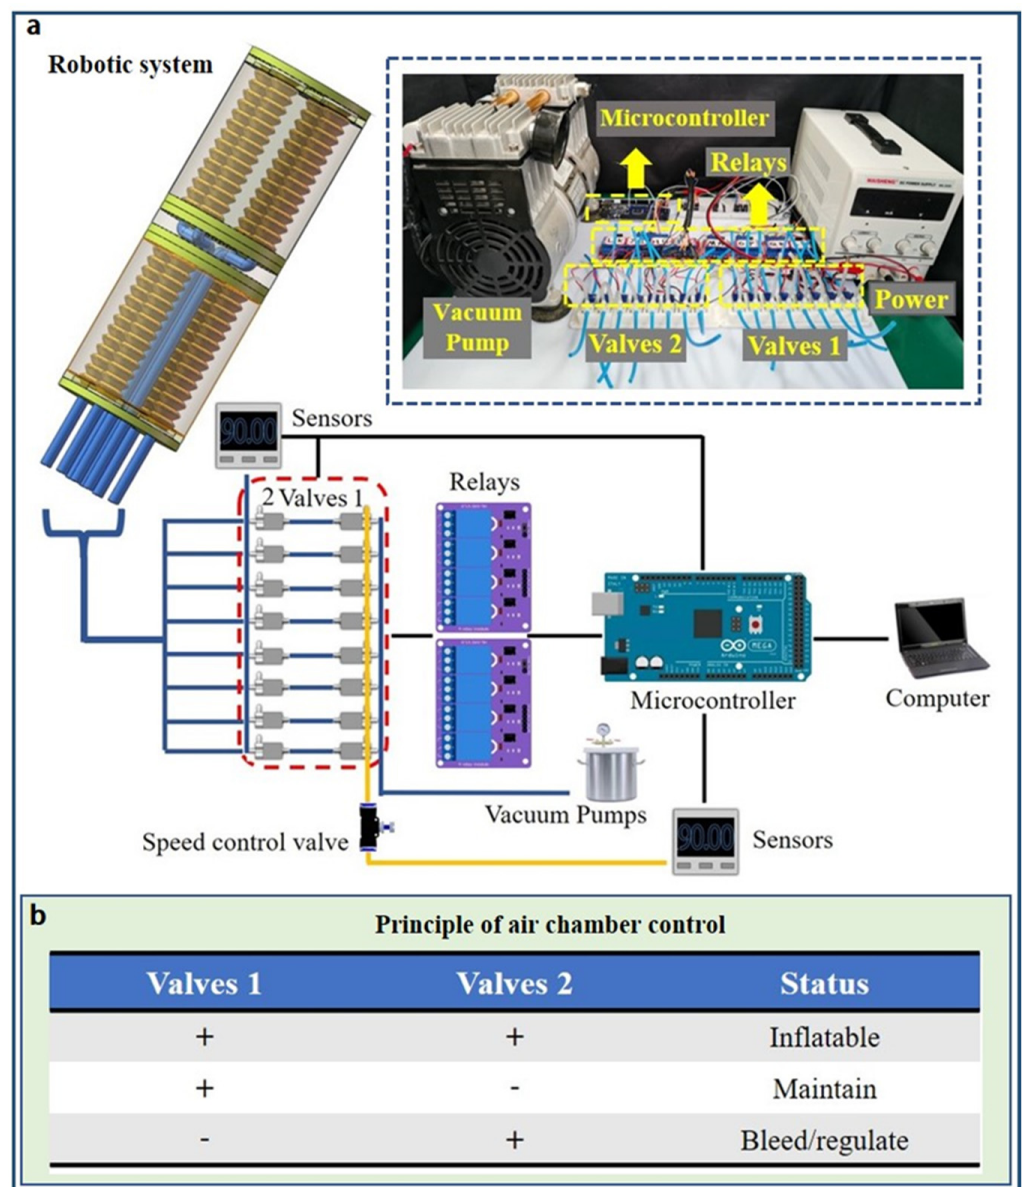 a
Robotic system
Microcontroller
Relays
Power
Vacuum
Pump
Valves 2
Valves 1
90.00
Sensors
2 Valves 1
Relays
MEGA
Microcontroller
Computer
Vacuum Pumps
Speed control valve
90.00
Sensors
b
Principle of air chamber control
Valves 1 Valves 2 Status
+ + Inflatable
+ - Maintain
- + Bleed/regulate